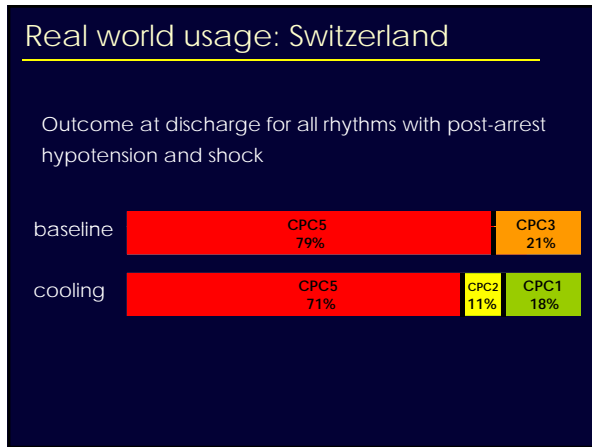 Real world usage: Switzerland
Outcome at discharge for all rhythms with post-arrest
hypotension and shock
baseline
CPC5
79%
CPC3
21%
cooling
CPC5
71%
CPC2
11%
CPC1
18%